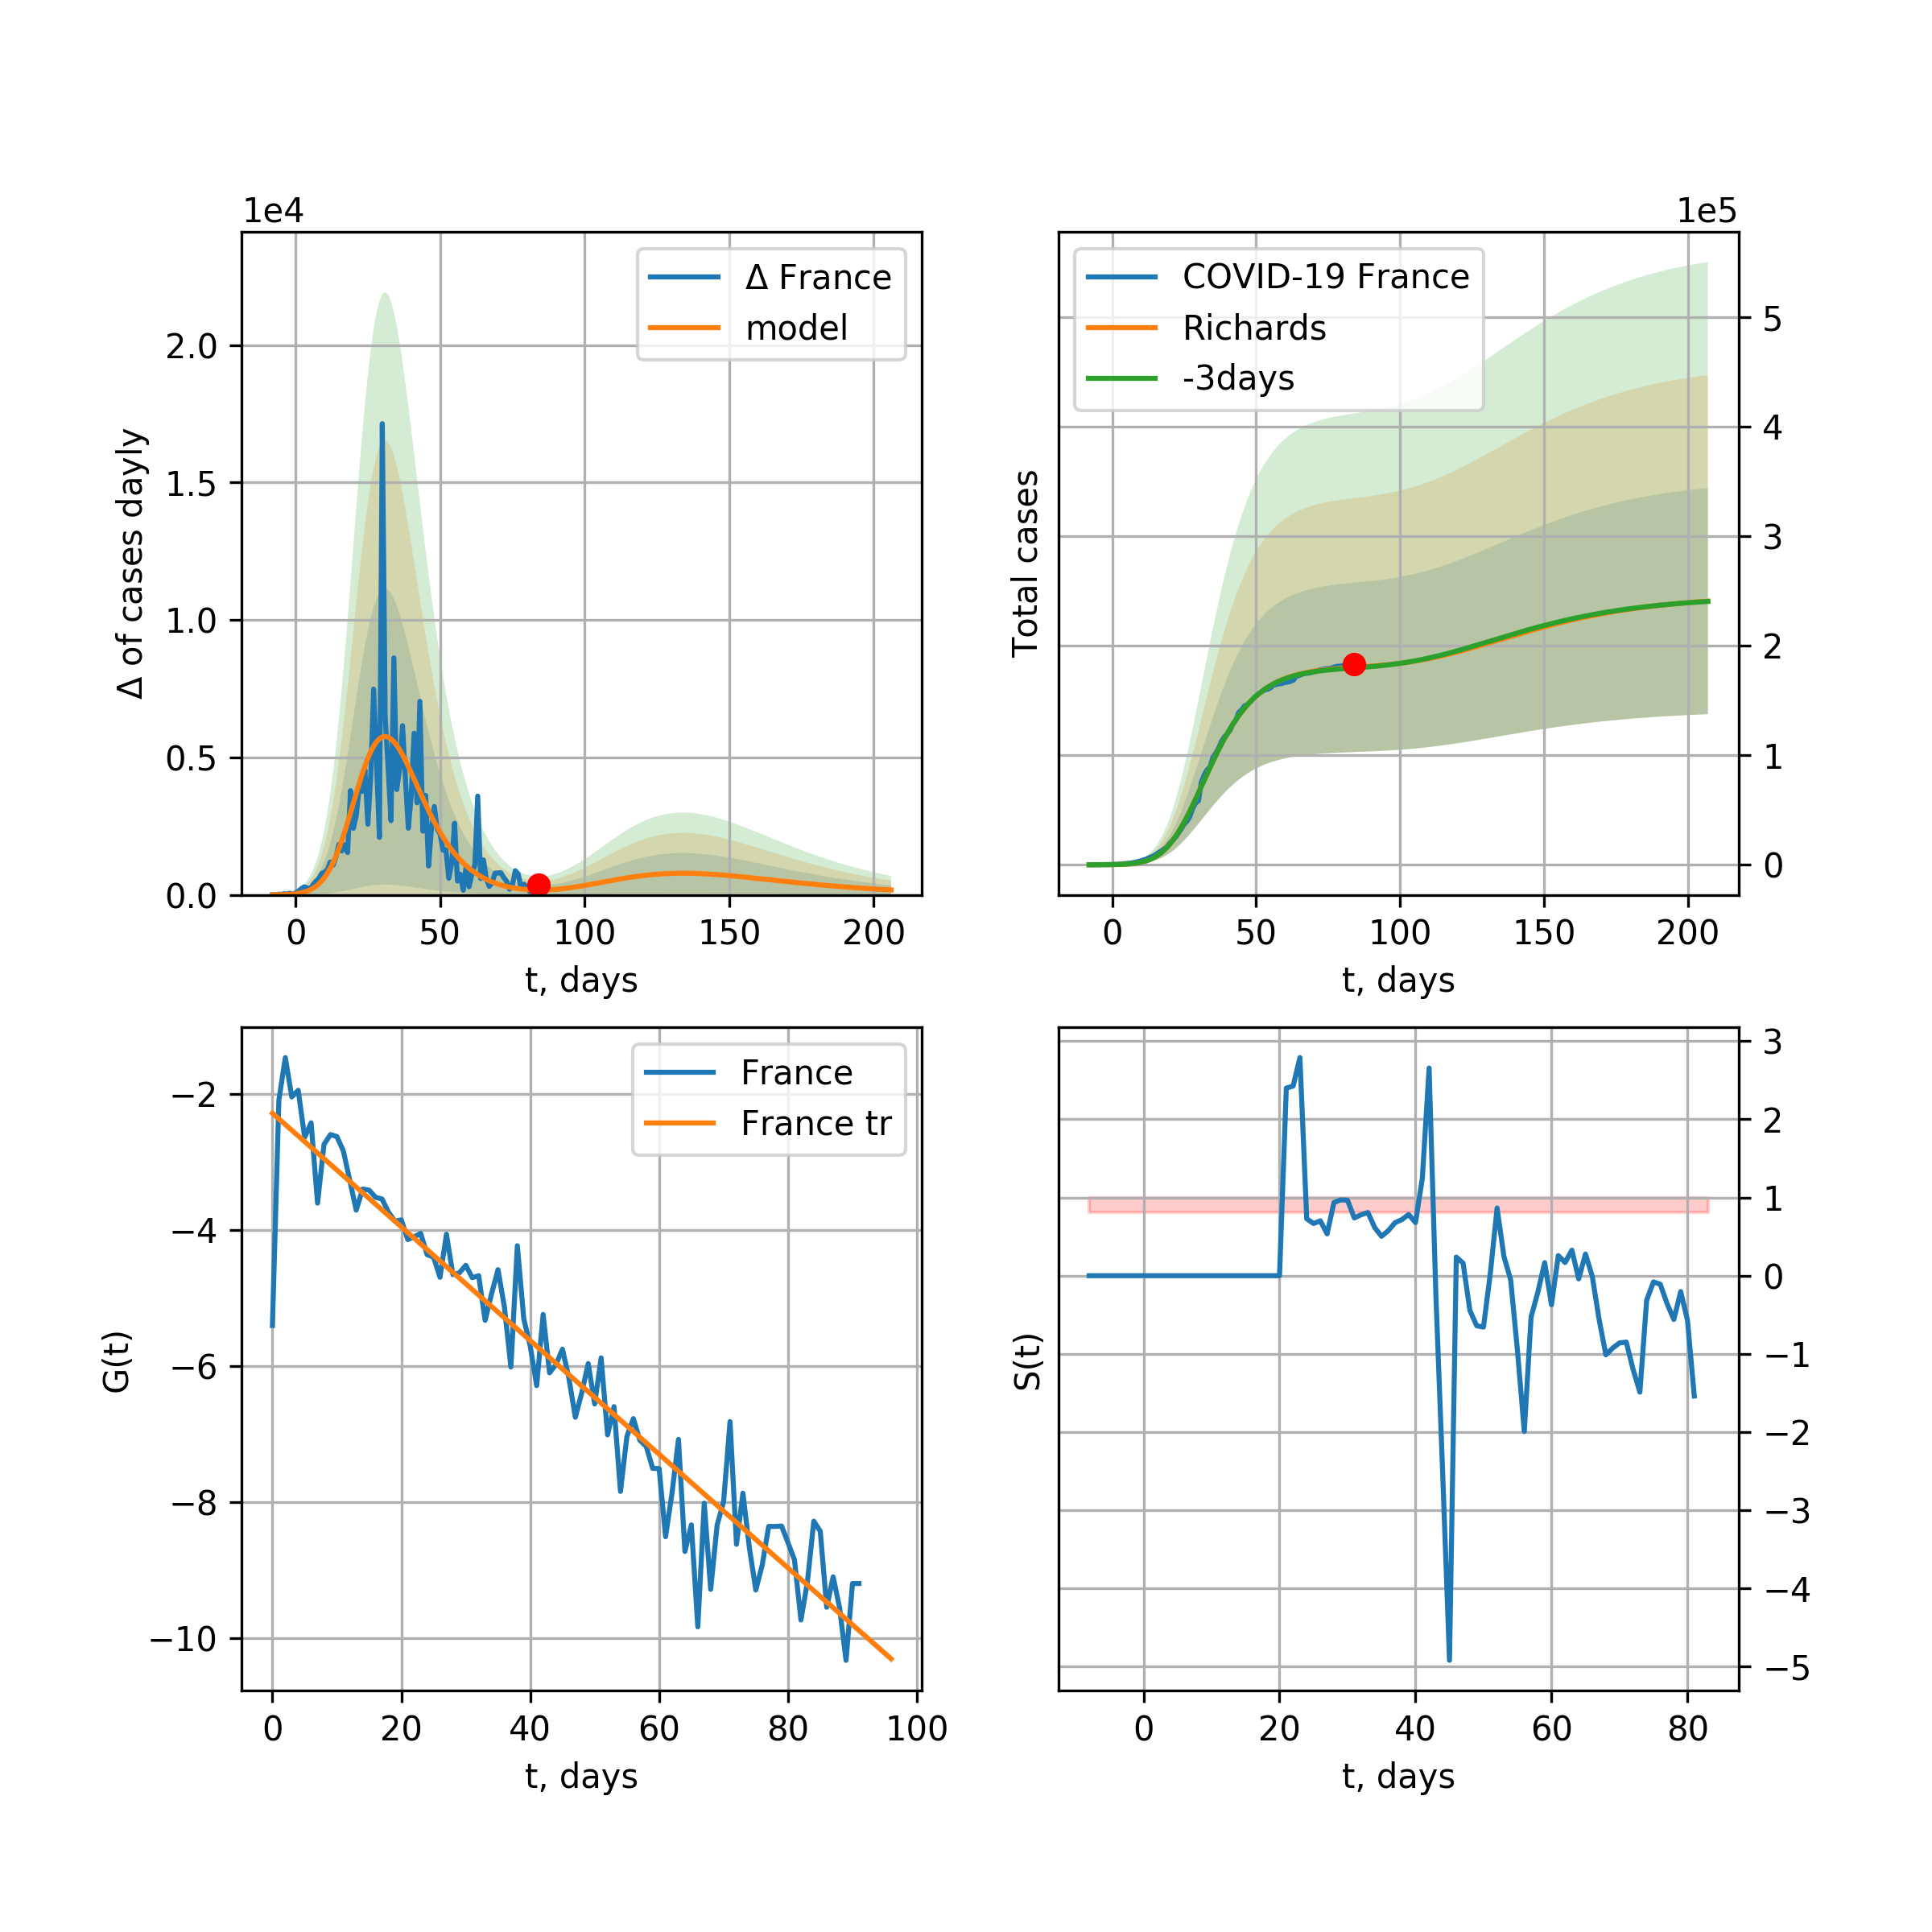 1e4
Δ France
model
2.0
1.5
1.0
0.5
0.0
Δ of cases dayly
0 50 100 150 200
t, days
1e5
COVID-19 France
Richards
-3days
5
4
3
2
1
0
Total cases
0 50 100 150 200
t, days
France
France tr
−2
−4
−6
−8
−10
G(t)
0 20 40 60 80 100
t, days
3
2
1
0
−1
−2
−3
−4
−5
S(t)
0 20 40 60 80
t, days